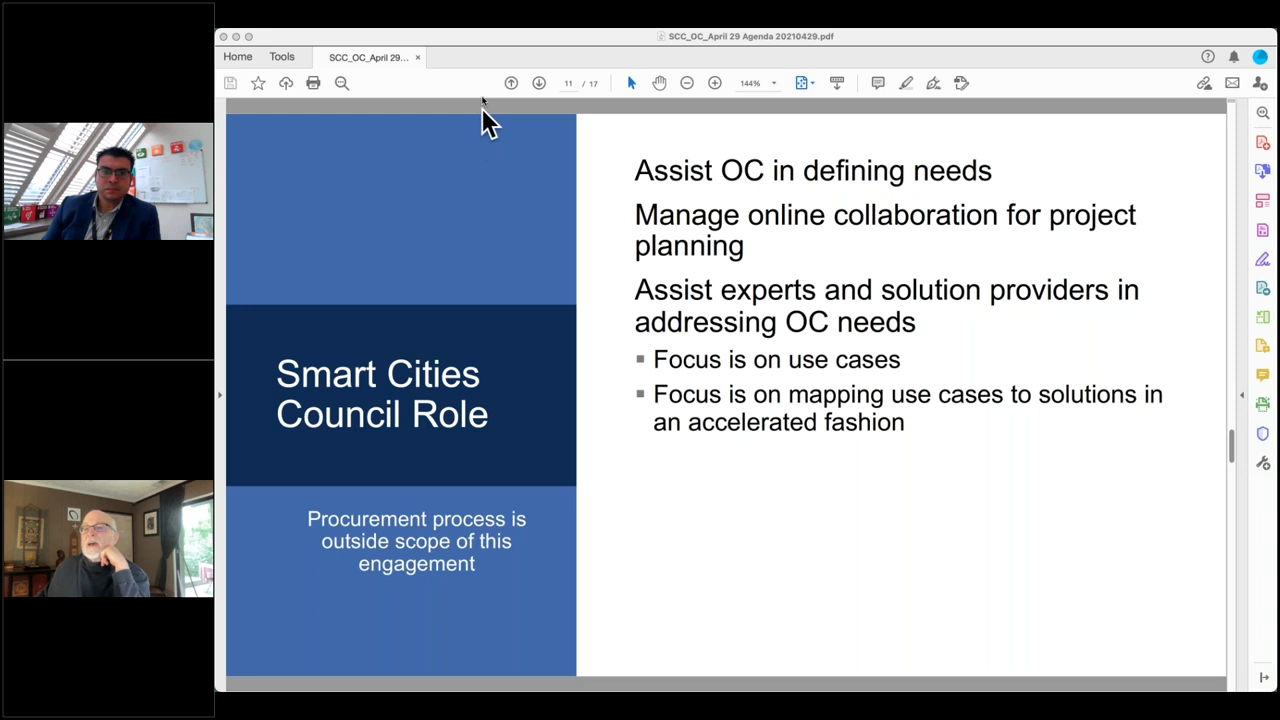 SCC_OC_April 29 Agenda 20210429.pdf
Home
Tools
SCC_OC_April 29...
11 / 17
144%
Smart Cities
Council Role
Procurement process is
outside scope of this
engagement
Assist OC in defining needs
Manage online collaboration for project
planning
Assist experts and solution providers in
addressing OC needs
Focus is on use cases
Focus is on mapping use cases to solutions in
an accelerated fashion